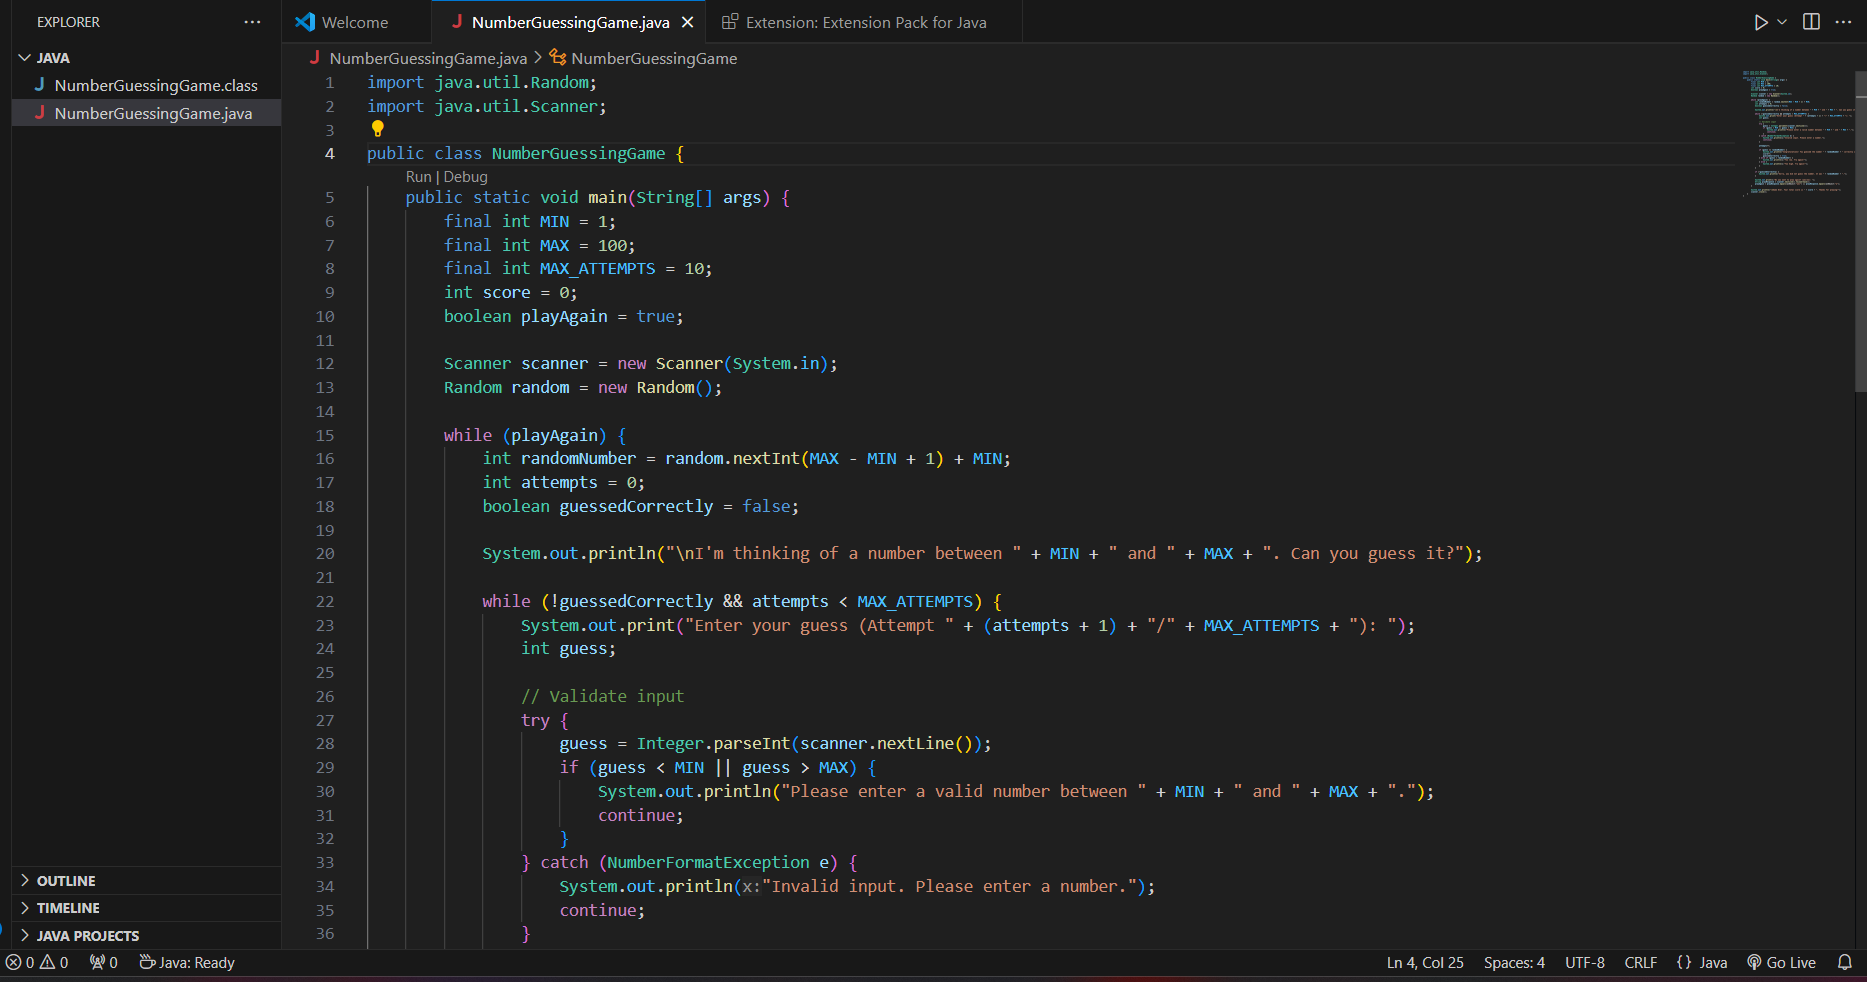 EXPLORER
Welcome
NumberGuessingGame.java
Extension: Extension Pack for Java
JAVA
NumberGuessingGame.class
NumberGuessingGame.java
NumberGuessingGame.java > NumberGuessingGame
1 import java.util.Random;
2 import java.util.Scanner;
3
4 public class NumberGuessingGame {
Run | Debug
5 public static void main(String[] args) {
6 final int MIN = 1;
7 final int MAX = 100;
8 final int MAX_ATTEMPTS = 10;
9 int score = 0;
10 boolean playAgain = true;
11
12 Scanner scanner = new Scanner(System.in);
13 Random random = new Random();
14
15 while (playAgain) {
16 int randomNumber = random.nextInt(MAX - MIN + 1) + MIN;
17 int attempts = 0;
18 boolean guessedCorrectly = false;
19
20 System.out.println("\nI'm thinking of a number between " + MIN + " and " + MAX + ". Can you guess it?");
21
22 while (!guessedCorrectly && attempts < MAX_ATTEMPTS) {
23 System.out.print("Enter your guess (Attempt " + (attempts + 1) + "/" + MAX_ATTEMPTS + "): ");
24 int guess;
25
26 // Validate input
27 try {
28 guess = Integer.parseInt(scanner.nextLine());
29 if (guess < MIN || guess > MAX) {
30 System.out.println("Please enter a valid number between " + MIN + " and " + MAX + ".");
31 continue;
32 }
33 } catch (NumberFormatException e) {
34 System.out.println(x:"Invalid input. Please enter a number.");
35 continue;
36 }
OUTLINE
TIMELINE
JAVA PROJECTS
0 0 0 Java: Ready
Ln 4, Col 25 Spaces: 4 UTF-8 CRLF {} Java Go Live